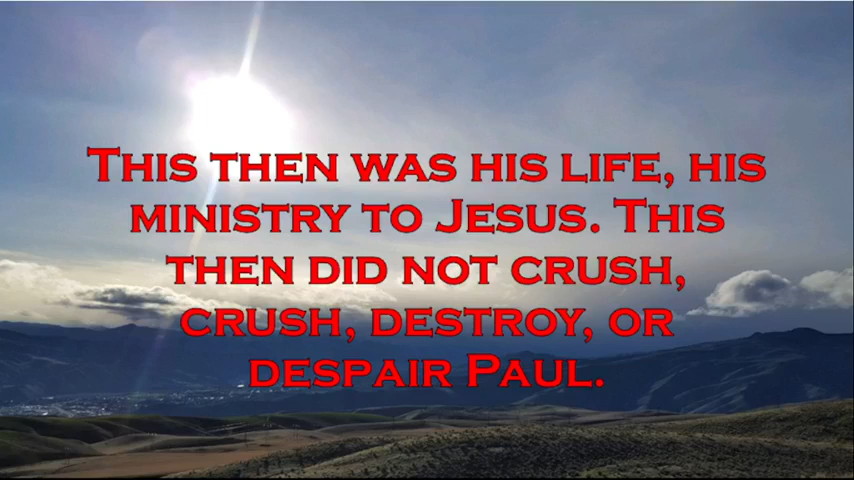 This then was his life, his
ministry to Jesus. This
then did not crush,
crush, destroy, or
despair Paul.